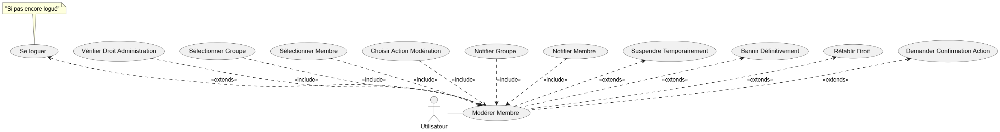 "Si pas encore logué"
Se loguer
Vérifier Droit Administration
Sélectionner Groupe
Sélectionner Membre
Choisir Action Modération
Notifier Groupe
Notifier Membre
Suspendre Temporairement
Bannir Définitivement
Rétablir Droit
Demander Confirmation Action
«extends»
«include»
«include»
«include»
«include»
«include»
«include»
«extends»
«extends»
«extends»
«extends»
Modérer Membre
Utilisateur